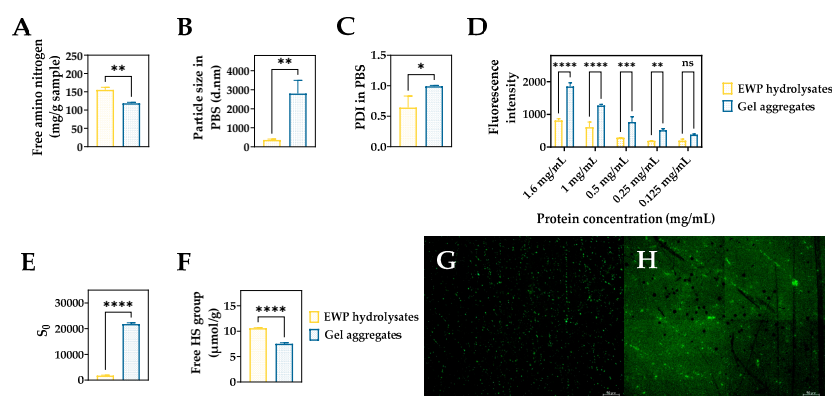 A
Free amino nitrogen
(mg/g sample)
200
150
100
50
0
**
B
Particle size in
PBS (d.nm)
4000
3000
2000
1000
0
**
C
PDI in PBS
1.5
1.0
0.5
0.0
*
D
Fluorescence
intensity
2000
1000
0
**** **** *** ** ns
1.6 mg/mL
1 mg/mL
0.5 mg/mL
0.25 mg/mL
0.125 mg/mL
Protein concentration (mg/mL)
EWP hydrolysates
Gel aggregates
E
S0
30000
20000
10000
0
****
F
Free HS group
(μmol/g)
15
10
5
0
****
EWP hydrolysates
Gel aggregates
G
H